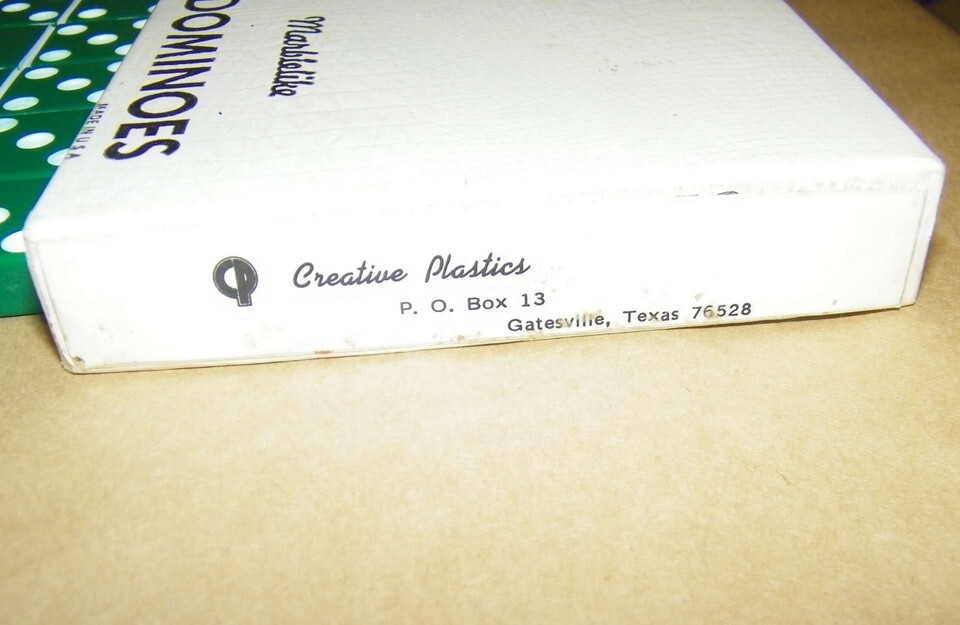 Marblelike
DOMINOES
MADE IN U.S.A
Creative Plastics
P. O. Box 13
Gatesville, Texas 76528